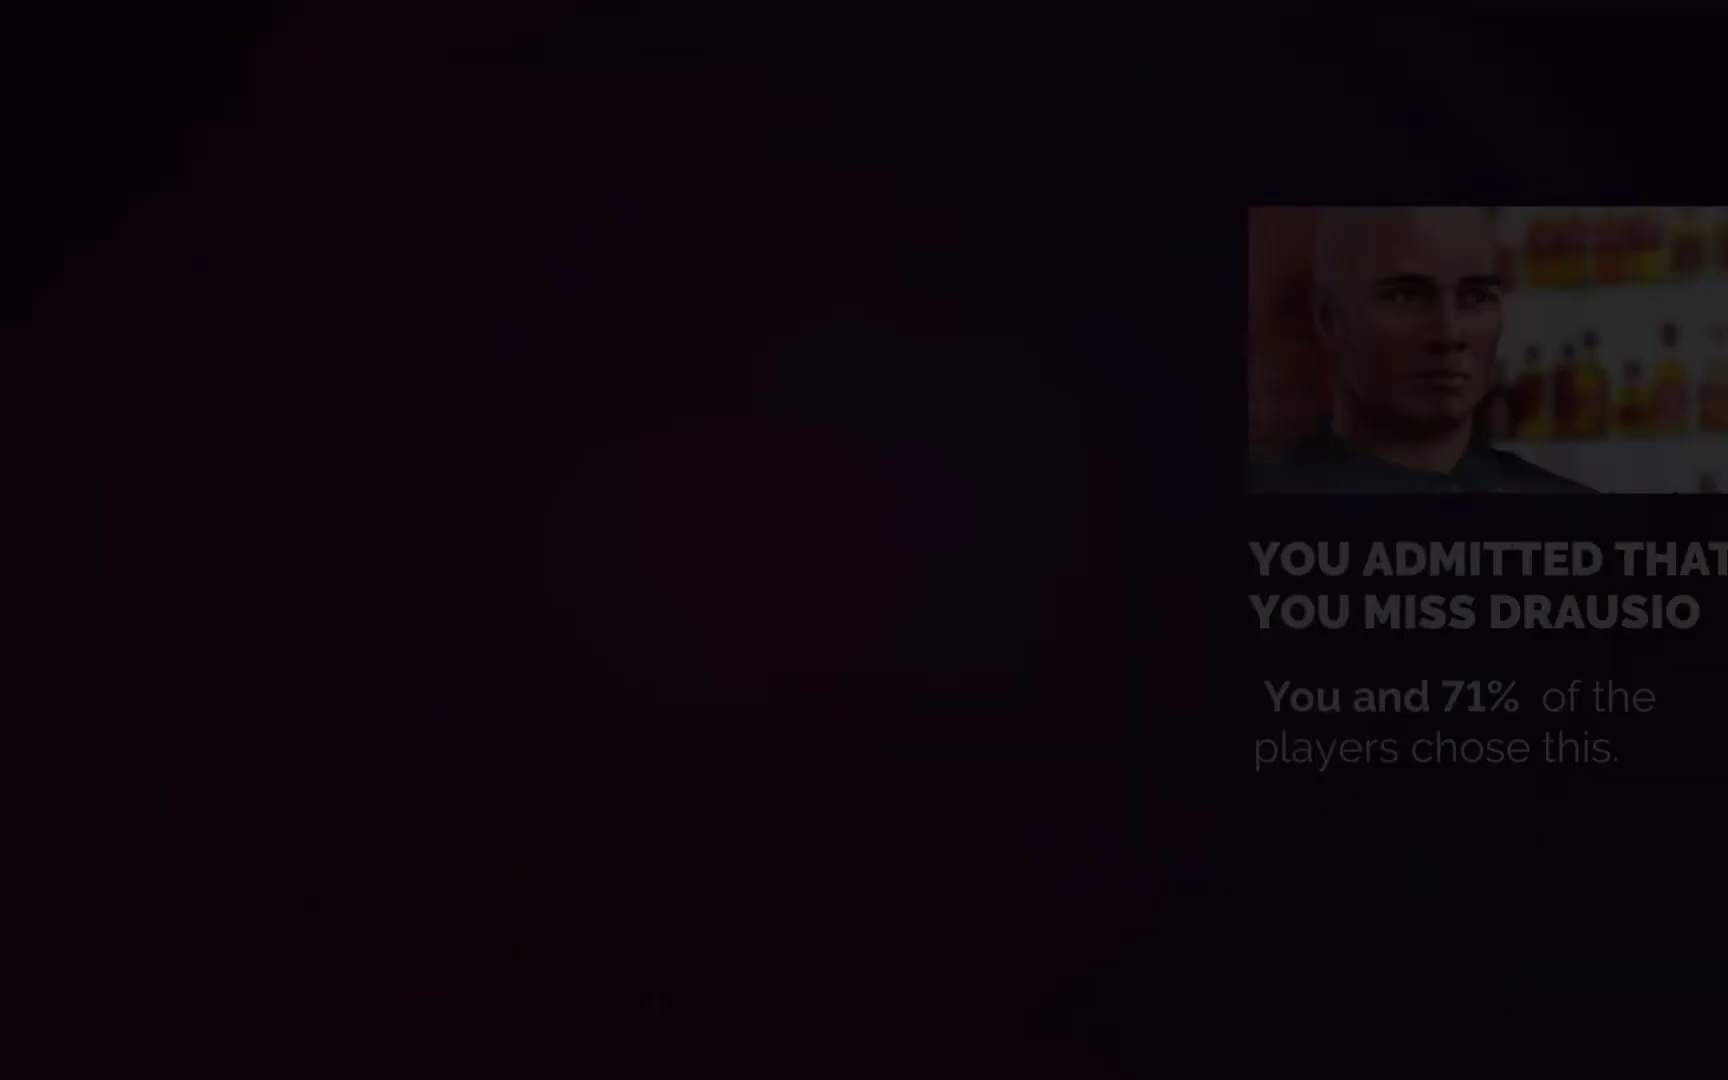 YOU ADMITTED THAT
YOU MISS DRAUSIO
You and 71% of the
players chose this.